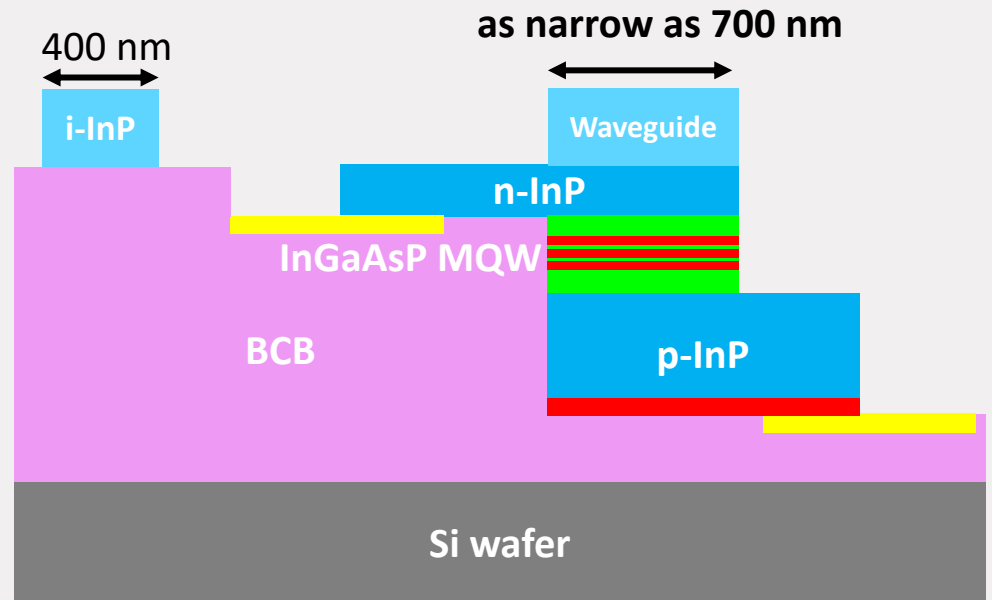 as narrow as 700 nm
400 nm
i-InP
Waveguide
n-InP
InGaAsP MQW
BCB
p-InP
Si wafer